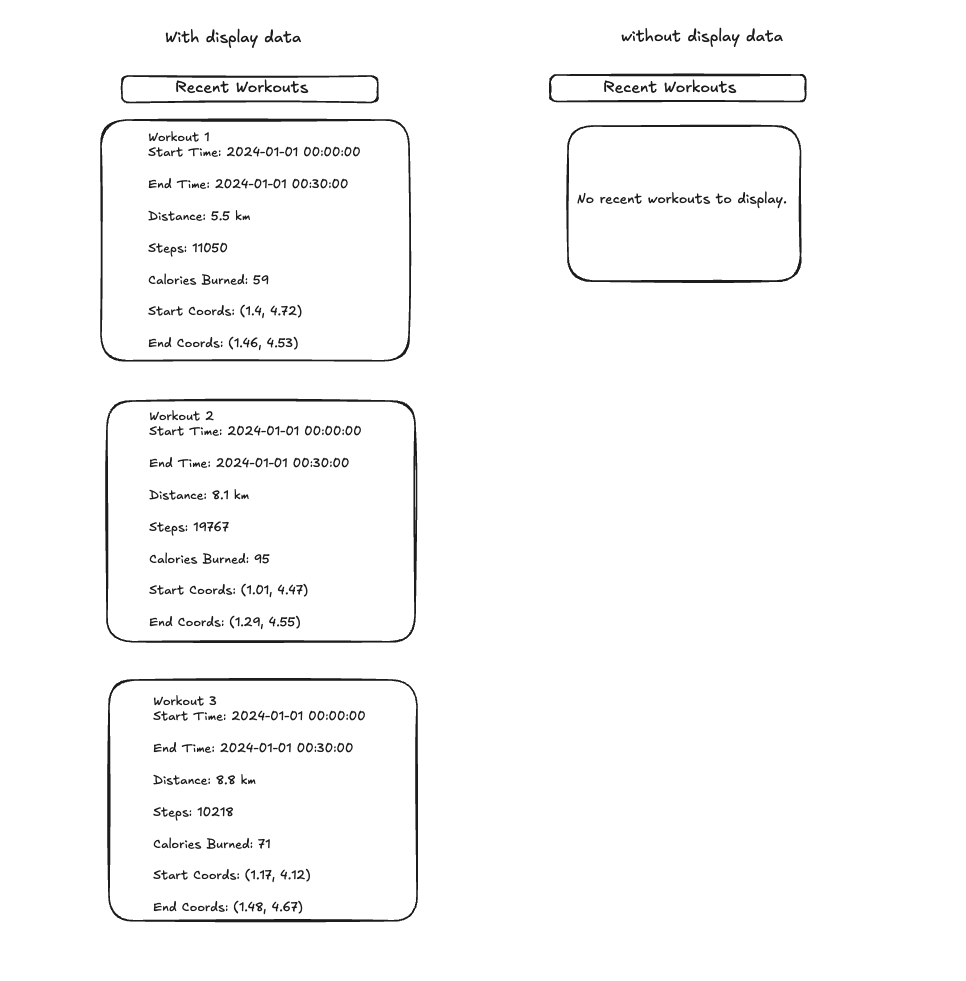 With display data
Recent Workouts
Workout 1
Start Time: 2024-01-01 00:00:00
End Time: 2024-01-01 00:30:00
Distance: 5.5 km
Steps: 11050
Calories Burned: 59
Start Coords: (1.4, 4.72)
End Coords: (1.46, 4.53)
Workout 2
Start Time: 2024-01-01 00:00:00
End Time: 2024-01-01 00:30:00
Distance: 8.1 km
Steps: 19767
Calories Burned: 95
Start Coords: (1.01, 4.47)
End Coords: (1.29, 4.55)
Workout 3
Start Time: 2024-01-01 00:00:00
End Time: 2024-01-01 00:30:00
Distance: 8.8 km
Steps: 10218
Calories Burned: 71
Start Coords: (1.17, 4.12)
End Coords: (1.48, 4.67)
without display data
Recent Workouts
No recent workouts to display.